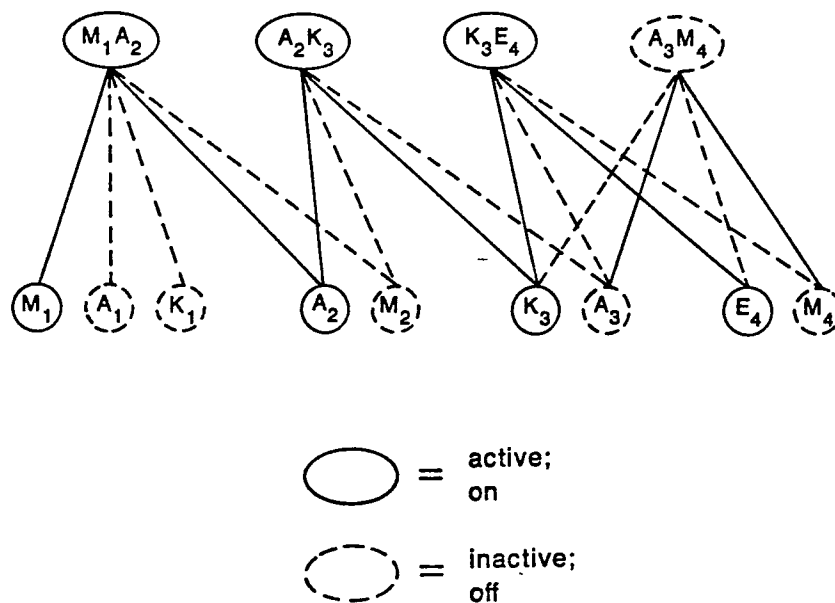 M₁A₂ A₂K₃ K₃E₄ A₃M₄
M₁ A₁ K₁ A₂ M₂ K₃ A₃ E₄ M₄
= active;
on
= inactive;
off